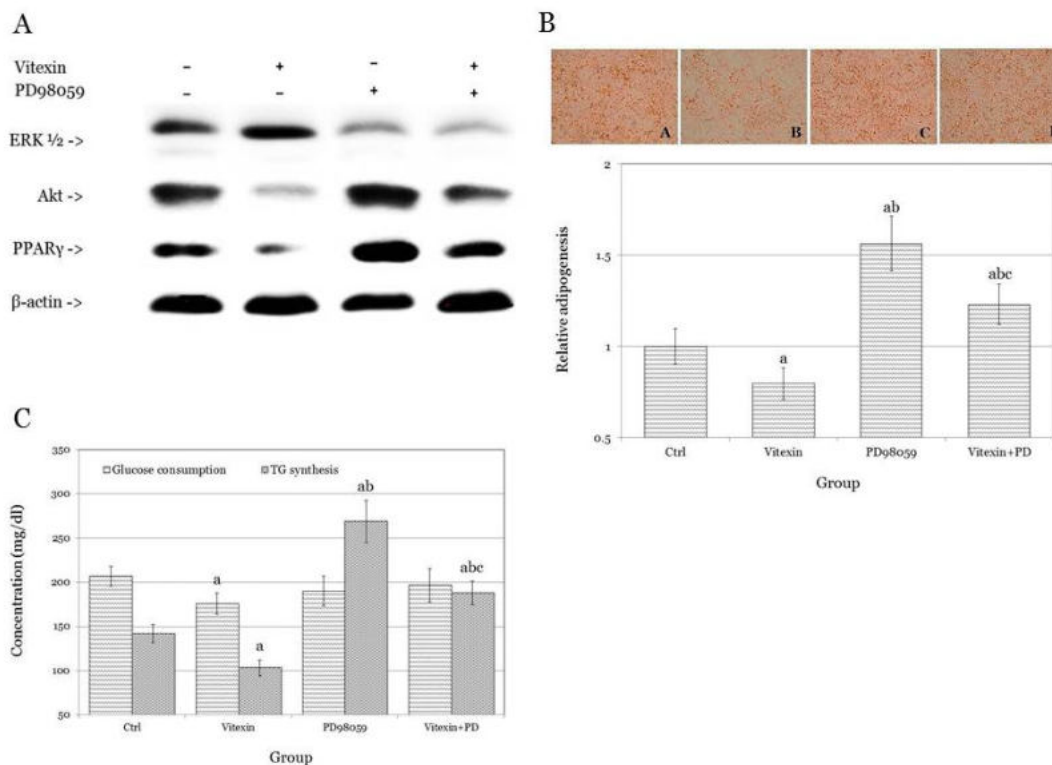 A
Vitexin - + - +
PD98059 - - + +
ERK ½ ->
Akt ->
PPARγ ->
β-actin ->
B
A B C
2
1.5
1
0.5
Relative adipogenesis
a
ab
abc
Ctrl Vitexin PD98059 Vitexin+PD
Group
C
350
300
250
200
150
100
50
Concentration (mg/dl)
Glucose consumption TG synthesis
a
a
ab
abc
Ctrl Vitexin PD98059 Vitexin+PD
Group